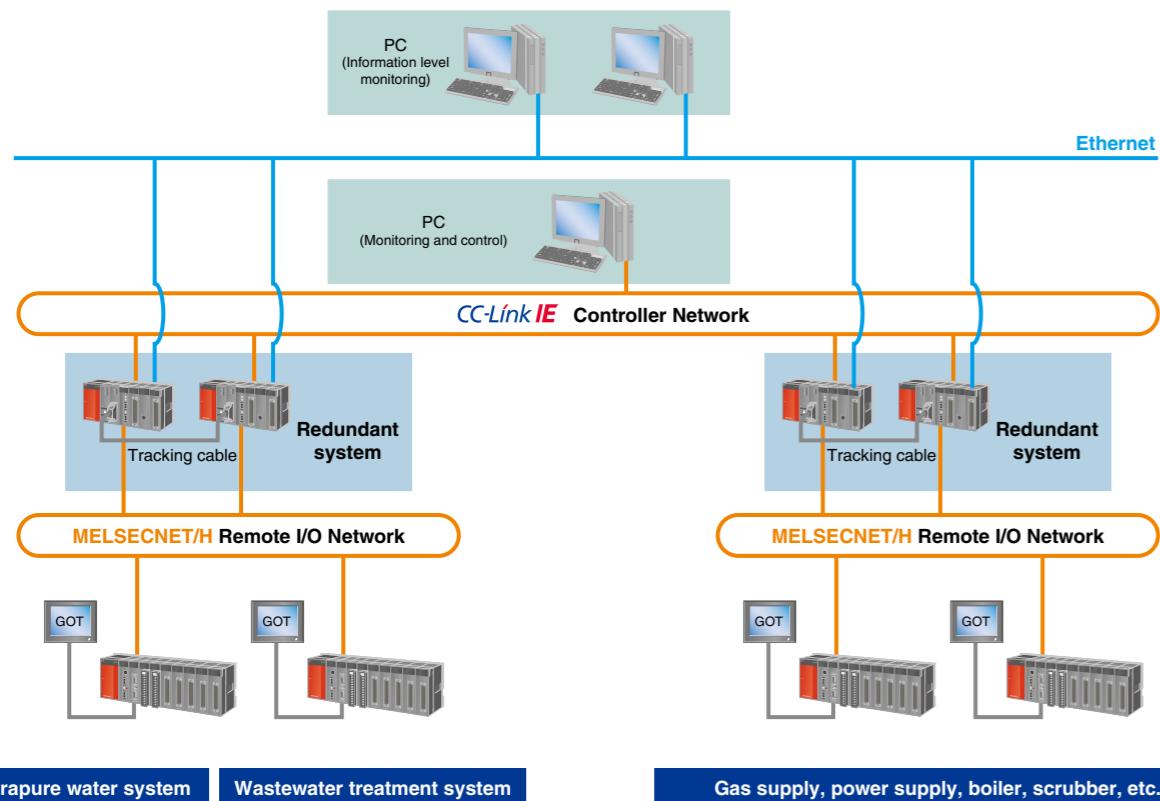 PC
(Information level
monitoring)
Ethernet
PC
(Monitoring and control)
CC-Link IE Controller Network
Redundant
system
Tracking cable
Redundant
system
Tracking cable
MELSECNET/H Remote I/O Network
MELSECNET/H Remote I/O Network
GOT
GOT
GOT
GOT
rapure water system
Wastewater treatment system
Gas supply, power supply, boiler, scrubber, etc.